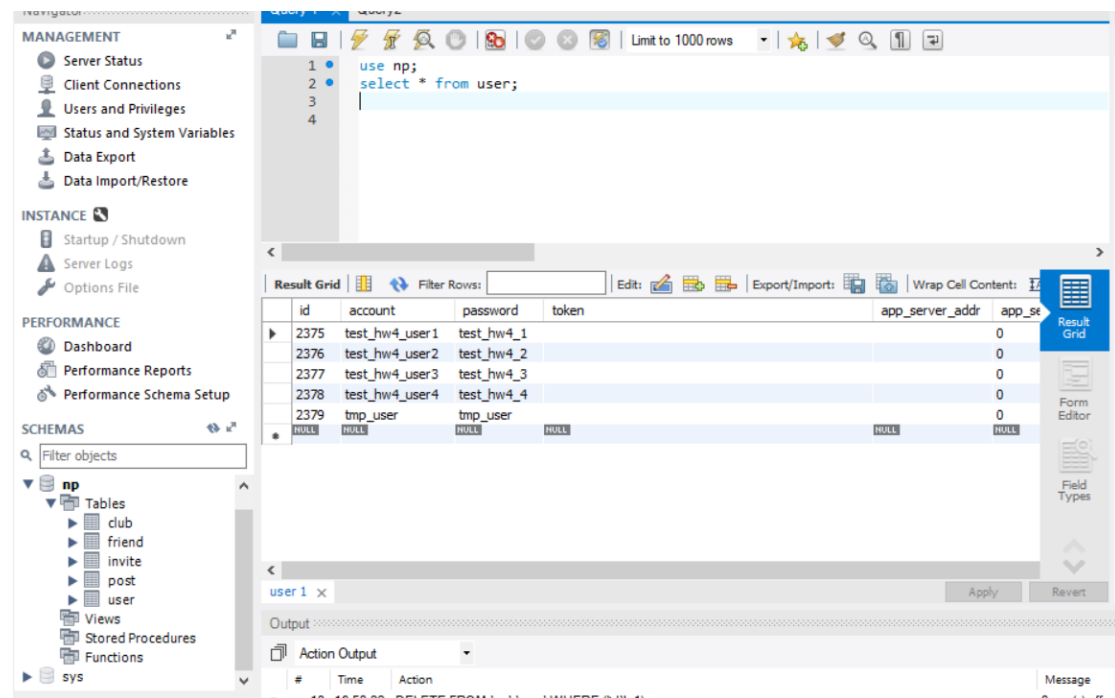 Navigator
Query 1
Query2
MANAGEMENT
Server Status
Client Connections
Users and Privileges
Status and System Variables
Data Export
Data Import/Restore
INSTANCE
Startup / Shutdown
Server Logs
Options File
PERFORMANCE
Dashboard
Performance Reports
Performance Schema Setup
SCHEMAS
Filter objects
np
Tables
club
friend
invite
post
user
Views
Stored Procedures
Functions
sys
Limit to 1000 rows
1 use np;
2 select * from user;
3
4
Result Grid Filter Rows: Edit: Export/Import: Wrap Cell Content:
id account password token app_server_addr app_se
2375 test_hw4_user1 test_hw4_1 0
2376 test_hw4_user2 test_hw4_2 0
2377 test_hw4_user3 test_hw4_3 0
2378 test_hw4_user4 test_hw4_4 0
2379 tmp_user tmp_user 0
NULL NULL NULL NULL NULL NULL
Result
Grid
Form
Editor
Field
Types
user 1
Apply Revert
Output
Action Output
# Time Action Message